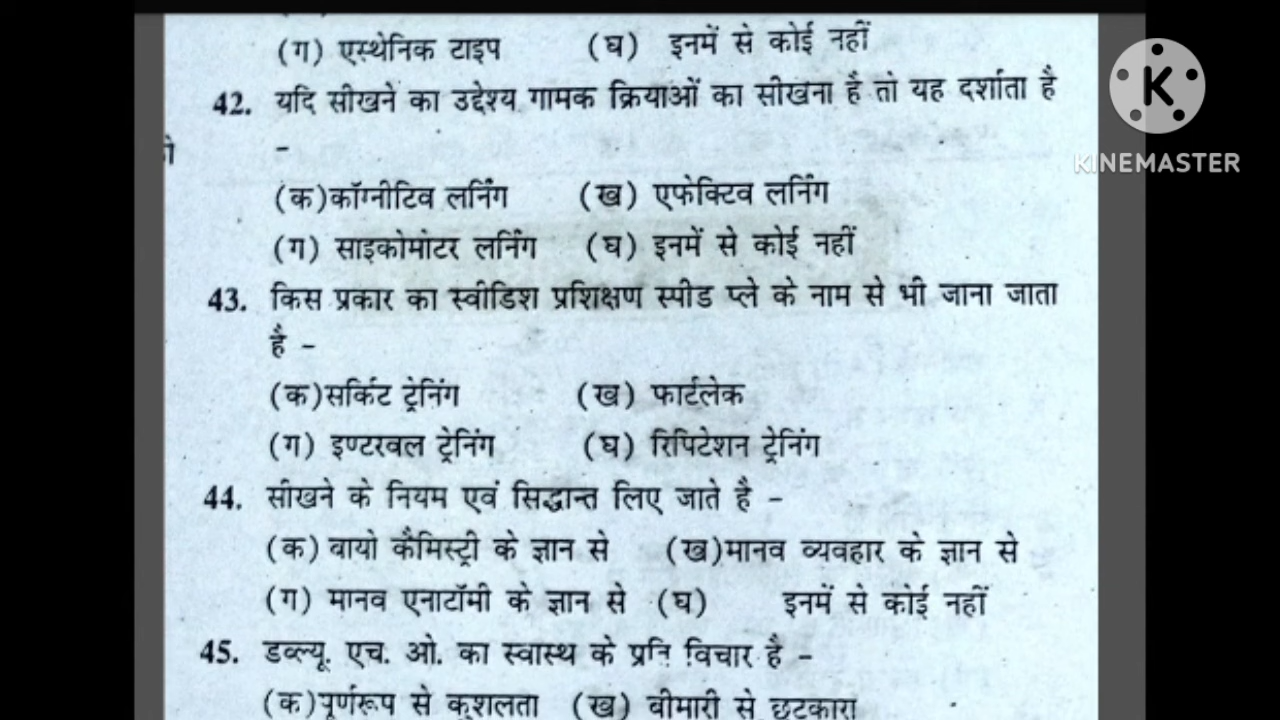 (ग) एस्थेनिक टाइप (घ) इनमें से कोई नहीं
42. यदि सीखने का उद्देश्य गामक क्रियाओं का सीखना है तो यह दर्शाता है
-
(क)कॉग्नीटिव लर्निंग (ख) एफेक्टिव लर्निंग
(ग) साइकोमोटर लर्निंग (घ) इनमें से कोई नहीं
43. किस प्रकार का स्वीडिश प्रशिक्षण स्पीड प्ले के नाम से भी जाना जाता
है -
(क)सर्किट ट्रेनिंग (ख) फार्टलेक
(ग) इण्टरवल ट्रेनिंग (घ) रिपिटेशन ट्रेनिंग
44. सीखने के नियम एवं सिद्धान्त लिए जाते है -
(क) वायो कैमिस्ट्री के ज्ञान से (ख)मानव व्यवहार के ज्ञान से
(ग) मानव एनाटॉमी के ज्ञान से (घ) इनमें से कोई नहीं
45. डब्ल्यू. एच. ओ. का स्वास्थ के प्रति विचार है -
(क)पूर्णरूप से कुशलता (ख) बीमारी से छुटकारा
K
KINEMASTER